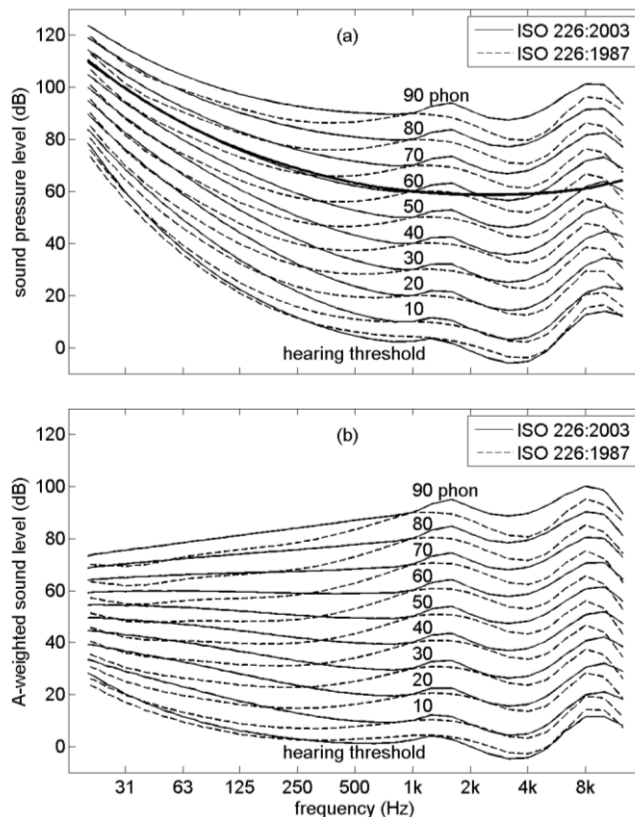 (a)
ISO 226:2003
ISO 226:1987
sound pressure level (dB)
120
100
80
60
40
20
0
90 phon
80
70
60
50
40
30
20
10
hearing threshold
(b)
ISO 226:2003
ISO 226:1987
A-weighted sound level (dB)
120
100
80
60
40
20
0
90 phon
80
70
60
50
40
30
20
10
hearing threshold
31 63 125 250 500 1k 2k 4k 8k
frequency (Hz)